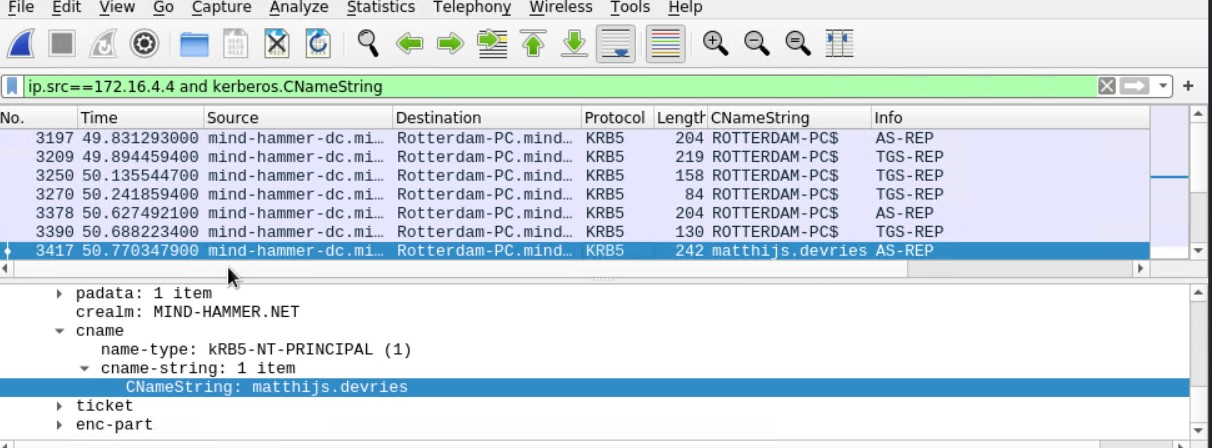 File Edit View Go Capture Analyze Statistics Telephony Wireless Tools Help
ip.src==172.16.4.4 and kerberos.CNameString
No. Time Source Destination Protocol Length CNameString Info
3197 49.831293000 mind-hammer-dc.mi… Rotterdam-PC.mind… KRB5 204 ROTTERDAM-PC$ AS-REP
3209 49.894459400 mind-hammer-dc.mi… Rotterdam-PC.mind… KRB5 219 ROTTERDAM-PC$ TGS-REP
3250 50.135544700 mind-hammer-dc.mi… Rotterdam-PC.mind… KRB5 158 ROTTERDAM-PC$ TGS-REP
3270 50.241859400 mind-hammer-dc.mi… Rotterdam-PC.mind… KRB5 84 ROTTERDAM-PC$ TGS-REP
3378 50.627492100 mind-hammer-dc.mi… Rotterdam-PC.mind… KRB5 204 ROTTERDAM-PC$ AS-REP
3390 50.688223400 mind-hammer-dc.mi… Rotterdam-PC.mind… KRB5 130 ROTTERDAM-PC$ TGS-REP
3417 50.770347900 mind-hammer-dc.mi… Rotterdam-PC.mind… KRB5 242 matthijs.devries AS-REP
padata: 1 item
crealm: MIND-HAMMER.NET
cname
name-type: kRB5-NT-PRINCIPAL (1)
cname-string: 1 item
CNameString: matthijs.devries
ticket
enc-part